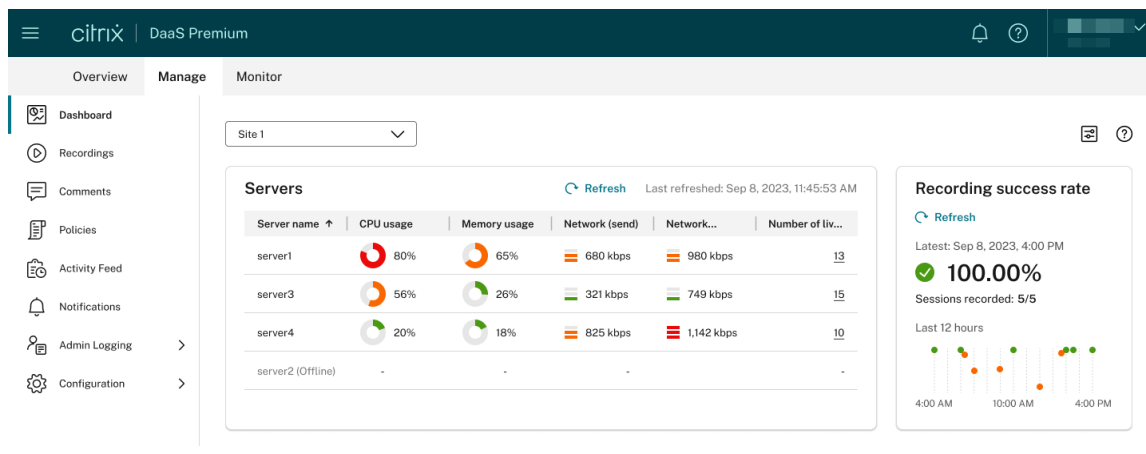 citrix DaaS Premium
Overview Manage Monitor
Dashboard
Recordings
Comments
Policies
Activity Feed
Notifications
Admin Logging
Configuration
Site 1
Servers Refresh Last refreshed: Sep 8, 2023, 11:45:53 AM
Server name CPU usage Memory usage Network (send) Network... Number of liv...
server1 80% 65% 680 kbps 980 kbps 13
server3 56% 26% 321 kbps 749 kbps 15
server4 20% 18% 825 kbps 1,142 kbps 10
server2 (Offline) - - - -
Recording success rate
Refresh
Latest: Sep 8, 2023, 4:00 PM
100.00%
Sessions recorded: 5/5
Last 12 hours
4:00 AM 10:00 AM 4:00 PM